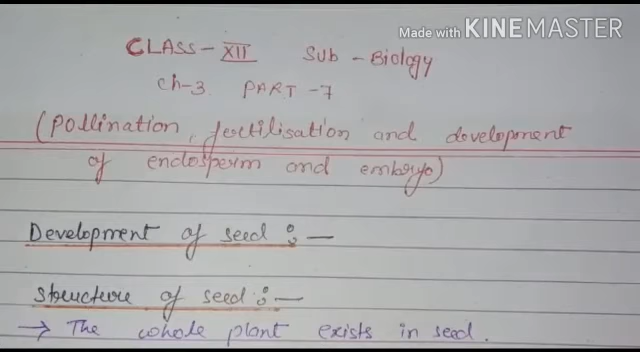 Made with KINEMASTER
CLASS - XII Sub - Biology
Ch-3. PART -7
(Pollination, fertilisation and development
of endosperm and embryo)
Development of seed :-
Structure of seed :-
→ The whole plant exists in seed.